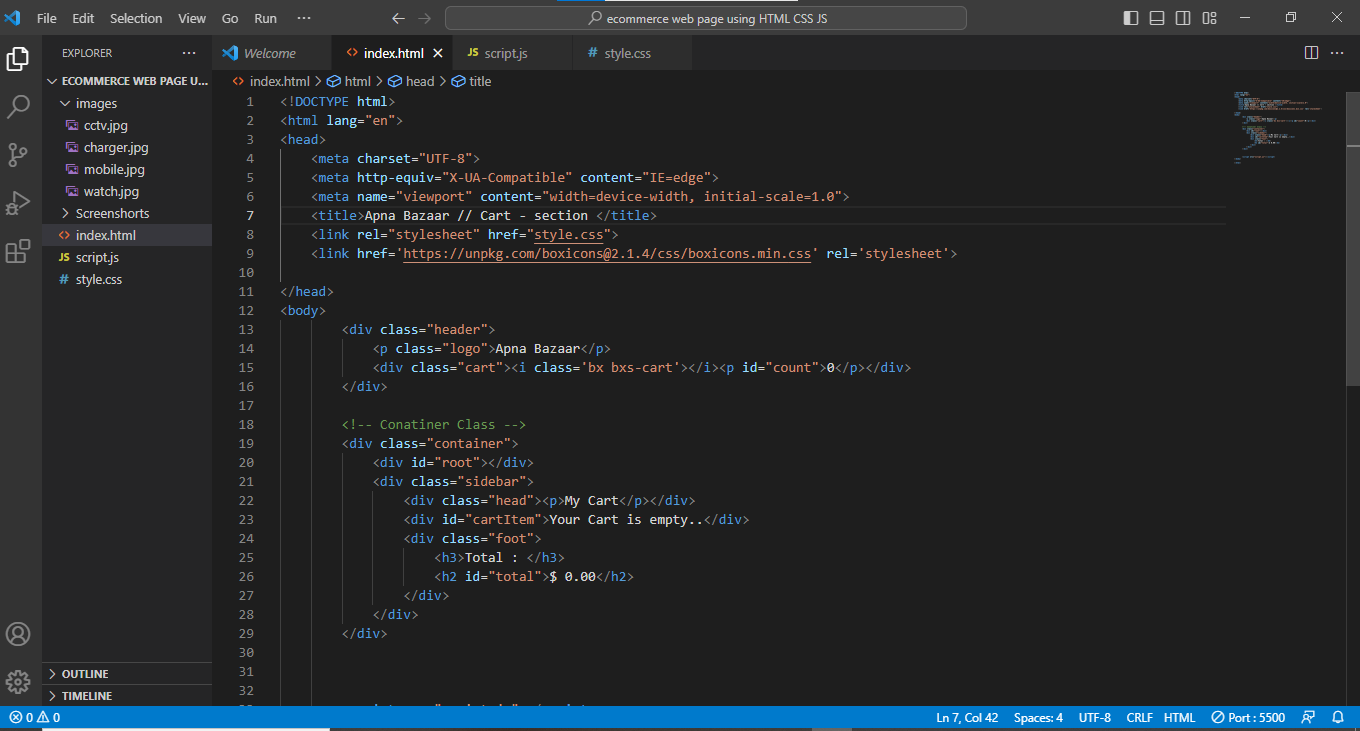 File Edit Selection View Go Run ··· ecommerce web page using HTML CSS JS
EXPLORER ···
ECOMMERCE WEB PAGE U...
images
cctv.jpg
charger.jpg
mobile.jpg
watch.jpg
Screenshorts
index.html
JS script.js
# style.css
OUTLINE
TIMELINE
Welcome
index.html
JS script.js
# style.css
index.html > html > head > title
1 <!DOCTYPE html>
2 <html lang="en">
3 <head>
4 <meta charset="UTF-8">
5 <meta http-equiv="X-UA-Compatible" content="IE=edge">
6 <meta name="viewport" content="width=device-width, initial-scale=1.0">
7 <title>Apna Bazaar // Cart - section </title>
8 <link rel="stylesheet" href="style.css">
9 <link href='https://unpkg.com/boxicons@2.1.4/css/boxicons.min.css' rel='stylesheet'>
10
11 </head>
12 <body>
13 <div class="header">
14 <p class="logo">Apna Bazaar</p>
15 <div class="cart"><i class='bx bxs-cart'></i><p id="count">0</p></div>
16 </div>
17
18 <!-- Conatiner Class -->
19 <div class="container">
20 <div id="root"></div>
21 <div class="sidebar">
22 <div class="head"><p>My Cart</p></div>
23 <div id="cartItem">Your Cart is empty..</div>
24 <div class="foot">
25 <h3>Total : </h3>
26 <h2 id="total">$ 0.00</h2>
27 </div>
28 </div>
29 </div>
30
31
32
0 0 Ln 7, Col 42 Spaces: 4 UTF-8 CRLF HTML Port : 5500